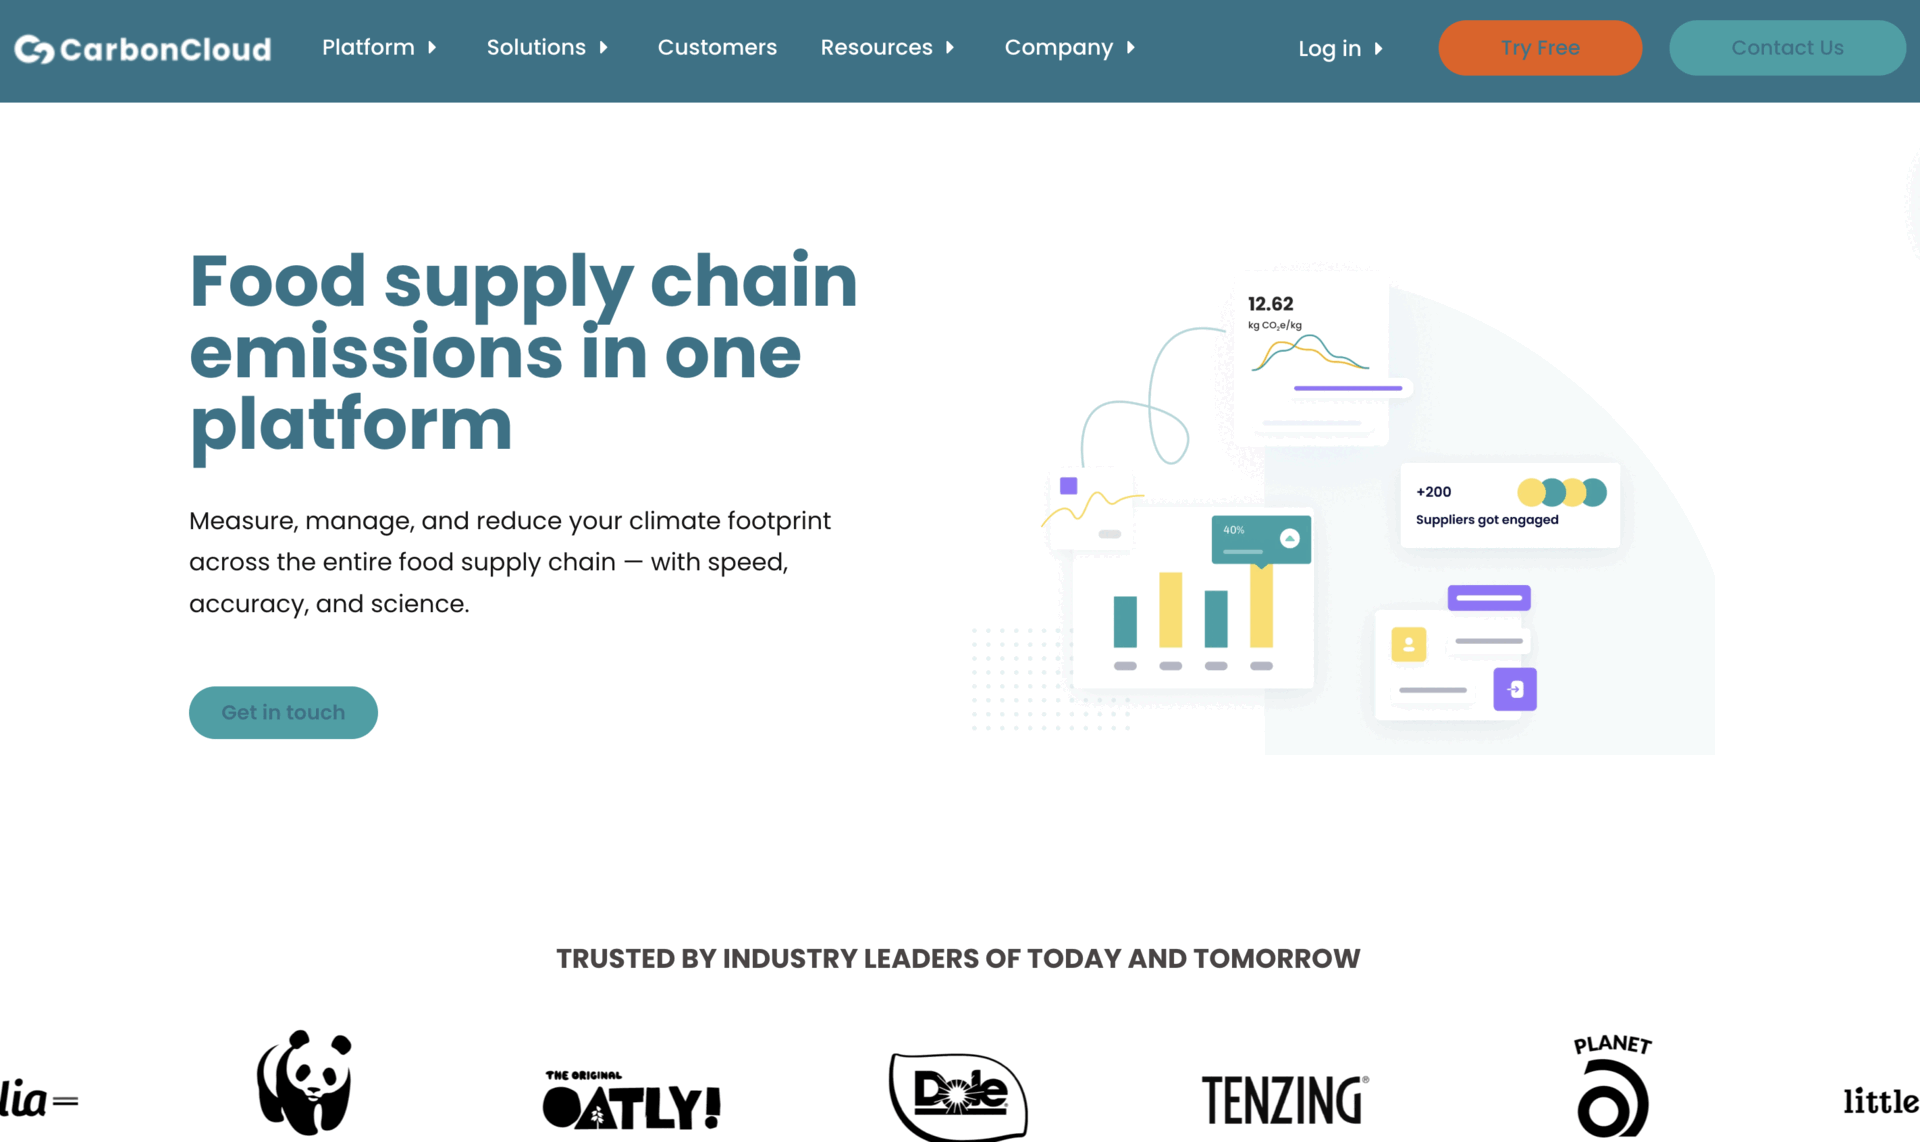 CarbonCloud
Platform
Solutions
Customers
Resources
Company
Log in
Try Free
Contact Us
Food supply chain
emissions in one
platform
Measure, manage, and reduce your climate footprint
across the entire food supply chain — with speed,
accuracy, and science.
Get in touch
12.62
kg CO₂e/kg
+200
Suppliers got engaged
40%
TRUSTED BY INDUSTRY LEADERS OF TODAY AND TOMORROW
lia
THE ORIGINAL
OATLY!
Dole
TENZING®
PLANET
little